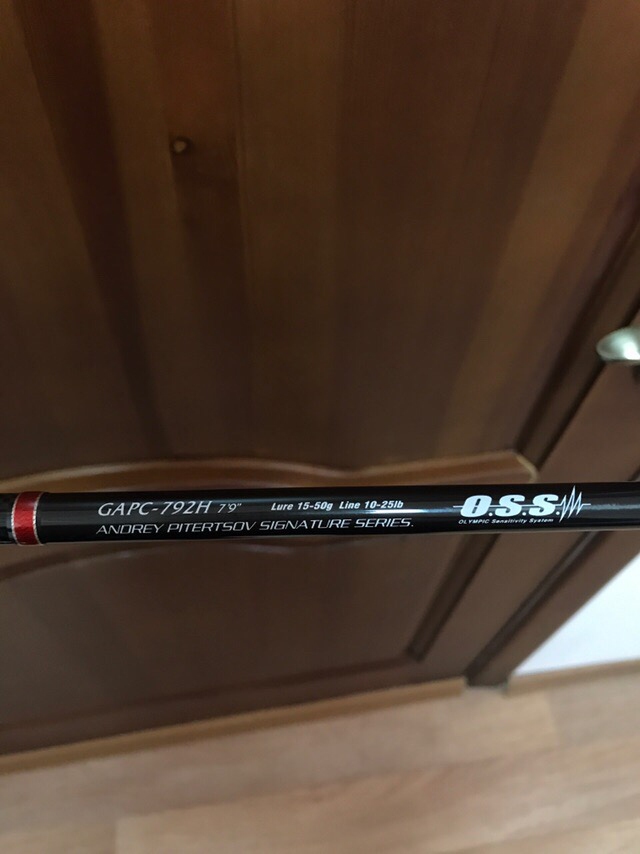 GAPC-792H 7'9" Lure 15-50g Line 10-25lb
ANDREY PITERTSOV SIGNATURE SERIES.
O.S.S.
OLYMPIC Sensitivity System